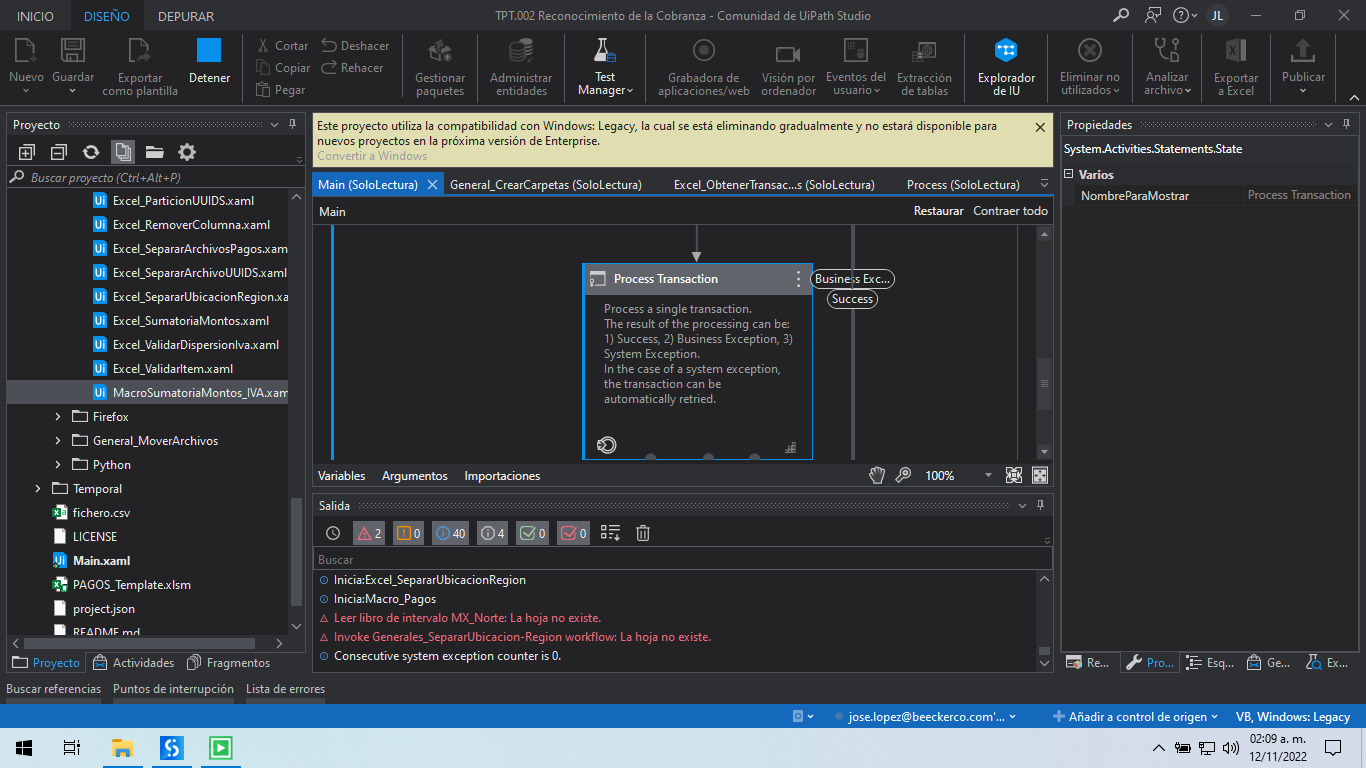 INICIO
DISEÑO
DEPURAR
TPT.002 Reconocimiento de la Cobranza - Comunidad de UiPath Studio
JL
Nuevo
Guardar
Exportar
como plantilla
Detener
Cortar
Copiar
Pegar
Deshacer
Rehacer
Gestionar
paquetes
Administrar
entidades
Test
Manager
Grabadora de
aplicaciones/web
Visión por
ordenador
Eventos del
usuario
Extracción
de tablas
Explorador
de IU
Eliminar no
utilizados
Analizar
archivo
Exportar
a Excel
Publicar
Proyecto
Buscar proyecto (Ctrl+Alt+P)
Excel_ParticionUUIDS.xaml
Excel_RemoverColumna.xaml
Excel_SepararArchivosPagos.xaml
Excel_SepararArchivoUUIDS.xaml
Excel_SepararUbicacionRegion.xa
Excel_SumatoriaMontos.xaml
Excel_ValidarDispersionIva.xaml
Excel_ValidarItem.xaml
MacroSumatoriaMontos_IVA.xam
Firefox
General_MoverArchivos
Python
Temporal
fichero.csv
LICENSE
Main.xaml
PAGOS_Template.xlsm
project.json
README.md
Proyecto
Actividades
Fragmentos
Este proyecto utiliza la compatibilidad con Windows: Legacy, la cual se está eliminando gradualmente y no estará disponible para
nuevos proyectos en la próxima versión de Enterprise.
Convertir a Windows
Main (SoloLectura)
General_CrearCarpetas (SoloLectura)
Excel_ObtenerTransac...s (SoloLectura)
Process (SoloLectura)
Main
Restaurar
Contraer todo
Process Transaction
Business Exc...
Success
Process a single transaction.
The result of the processing can be:
1) Success, 2) Business Exception, 3)
System Exception.
In the case of a system exception,
the transaction can be
automatically retried.
Variables
Argumentos
Importaciones
100%
Salida
2
0
40
4
0
0
Buscar
Inicia:Excel_SepararUbicacionRegion
Inicia:Macro_Pagos
Leer libro de intervalo MX_Norte: La hoja no existe.
Invoke Generales_SepararUbicacion-Region workflow: La hoja no existe.
Consecutive system exception counter is 0.
Propiedades
System.Activities.Statements.State
Varios
NombreParaMostrar
Process Transaction
Re...
Pro...
Esq...
Ge...
Ex...
Buscar referencias
Puntos de interrupción
Lista de errores
jose.lopez@beeckerco.com'...
Añadir a control de origen
VB, Windows: Legacy
02:09 a. m.
12/11/2022